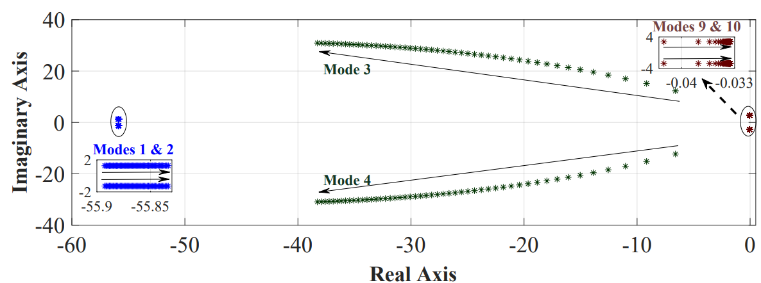 40
20
0
-20
-40
Imaginary Axis
Modes 9 & 10
4
-4
-0.04 -0.033
Mode 3
Modes 1 & 2
2
-2
-55.9 -55.85
Mode 4
-60 -50 -40 -30 -20 -10 0
Real Axis